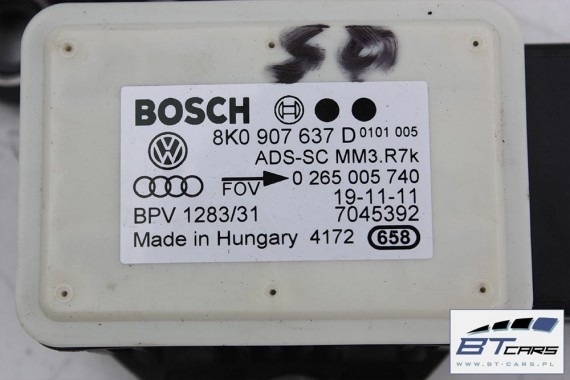 S4
BOSCH
8K0 907 637 D 0101 005
ADS-SC MM3.R7k
FOV 0 265 005 740
19-11-11
BPV 1283/31 7045392
Made in Hungary 4172 658
BT CARS
WWW.BT-CARS.PL